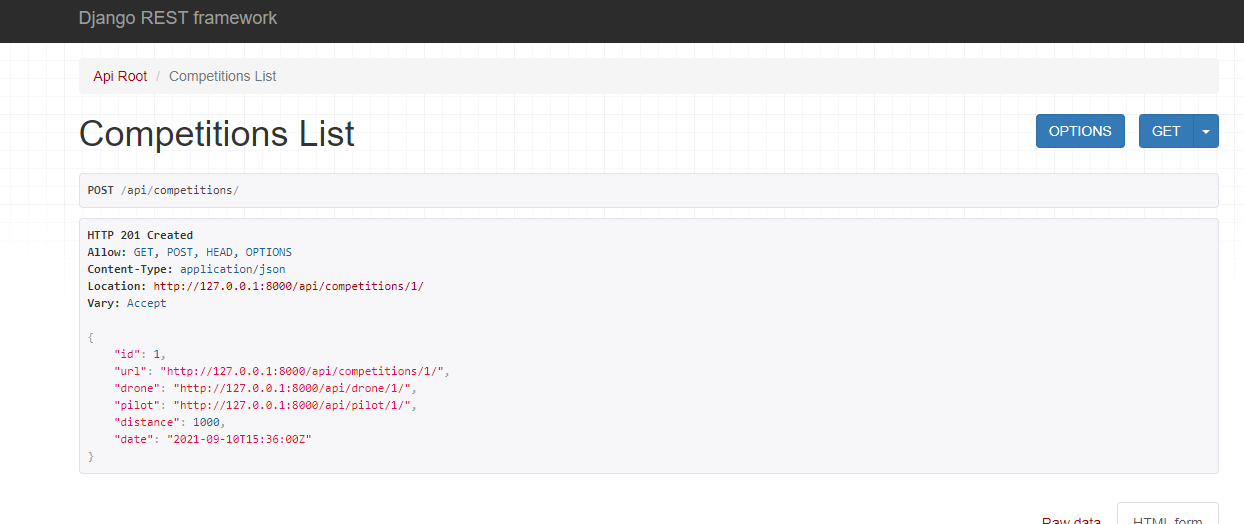 Django REST framework
Api Root / Competitions List
Competitions List
OPTIONS
GET
POST /api/competitions/
HTTP 201 Created
Allow: GET, POST, HEAD, OPTIONS
Content-Type: application/json
Location: http://127.0.0.1:8000/api/competitions/1/
Vary: Accept
{
    "id": 1,
    "url": "http://127.0.0.1:8000/api/competitions/1/",
    "drone": "http://127.0.0.1:8000/api/drone/1/",
    "pilot": "http://127.0.0.1:8000/api/pilot/1/",
    "distance": 1000,
    "date": "2021-09-10T15:36:00Z"
}
Raw data
HTML form